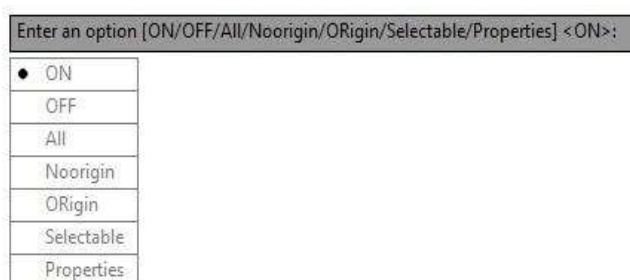 Enter an option [ON/OFF/All/Noorigin/ORigin/Selectable/Properties] <ON>:
ON
OFF
All
Noorigin
ORigin
Selectable
Properties